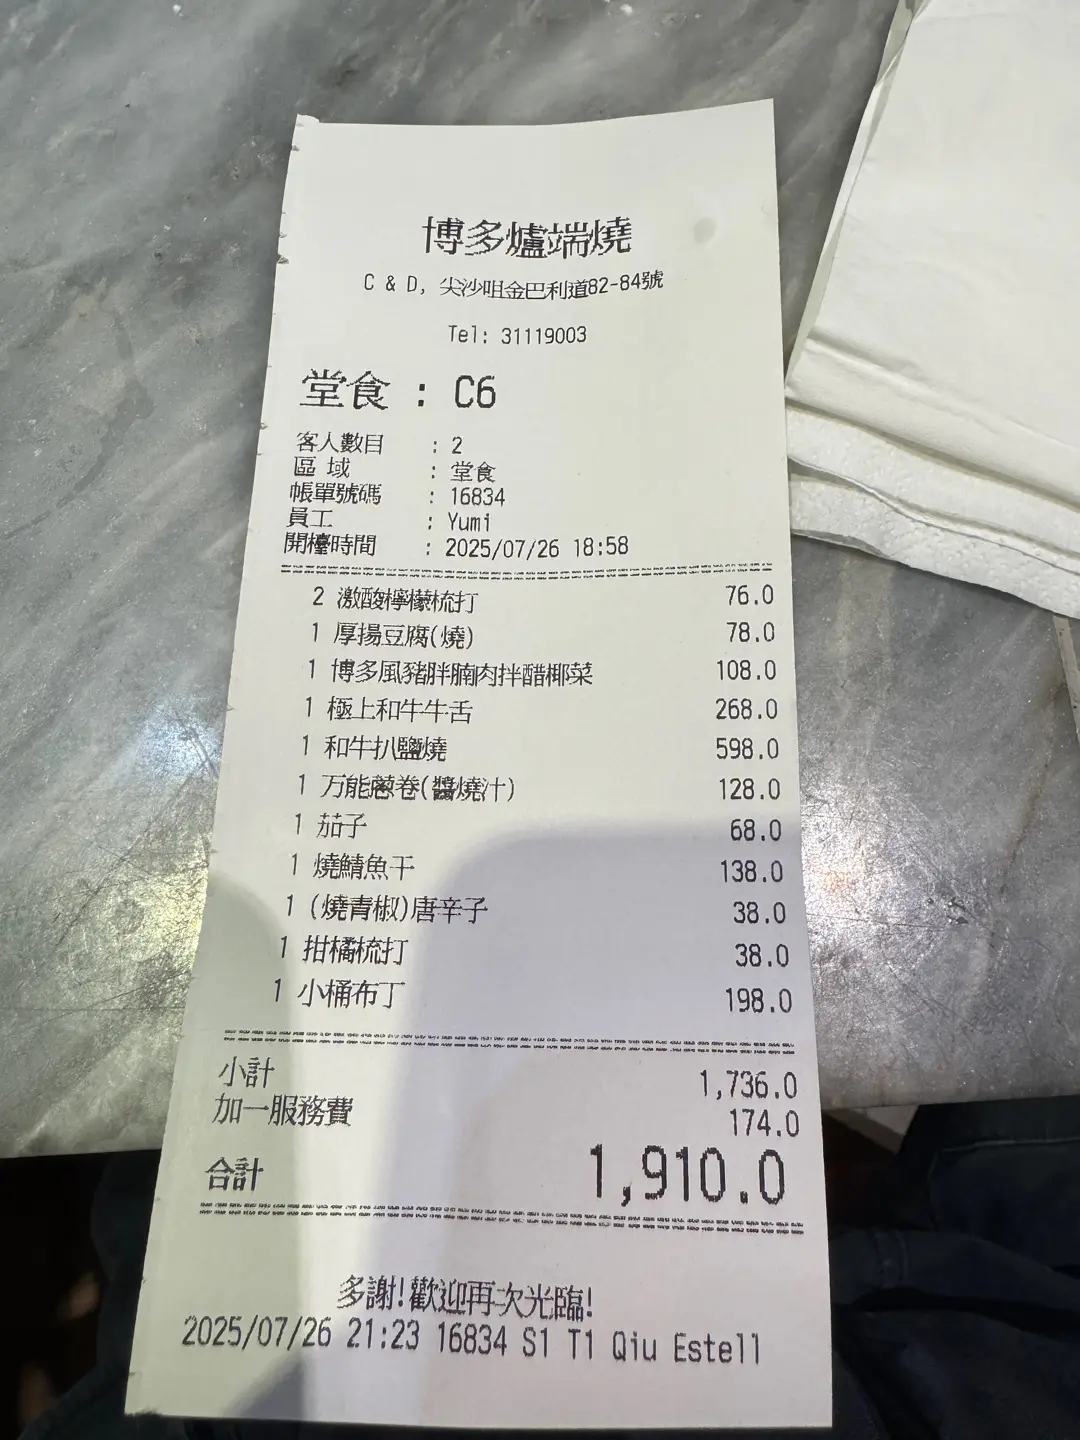 博多爐端燒
C & D, 尖沙咀金巴利道82-84號
Tel: 31119003
堂食 : C6
客人數目 : 2
區域 : 堂食
帳單號碼 : 16834
員工 : Yumi
開檯時間 : 2025/07/26 18:58
2 激酸檸檬梳打 76.0
1 厚揚豆腐(燒) 78.0
1 博多風豬胖腩肉拌醋椰菜 108.0
1 極上和牛牛舌 268.0
1 和牛扒鹽燒 598.0
1 万能蔥卷(醬燒汁) 128.0
1 茄子 68.0
1 燒鯖魚干 138.0
1 (燒青椒)唐辛子 38.0
1 柑橘梳打 38.0
1 小桶布丁 198.0
小計 1,736.0
加一服務費 174.0
合計 1,910.0
多謝!歡迎再次光臨!
2025/07/26 21:23 16834 S1 T1 Qiu Estell